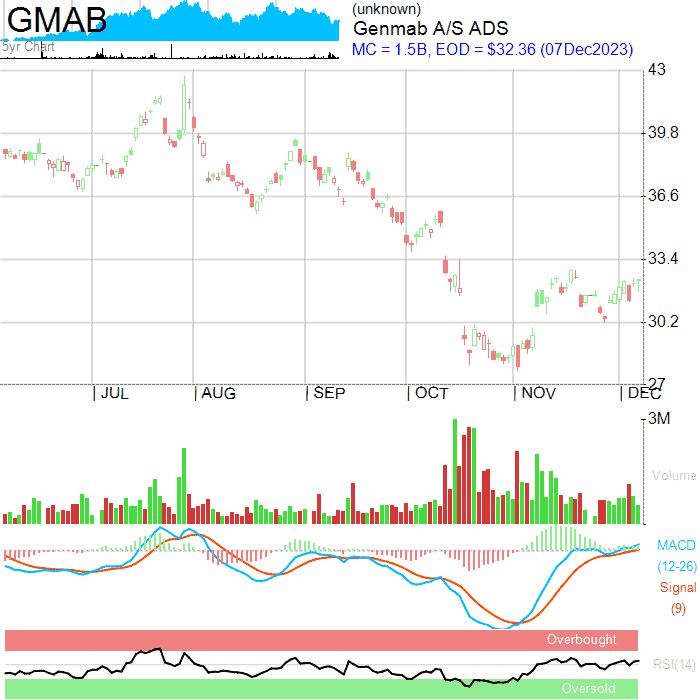 GMAB
5yr Chart
(unknown)
Genmab A/S ADS
MC = 1.5B, EOD = $32.36 (07Dec2023)
43
39.8
36.6
33.4
30.2
27
JUL AUG SEP OCT NOV DEC
3M
Volume
MACD
(12-26)
Signal
(9)
Overbought
RSI(14)
Oversold